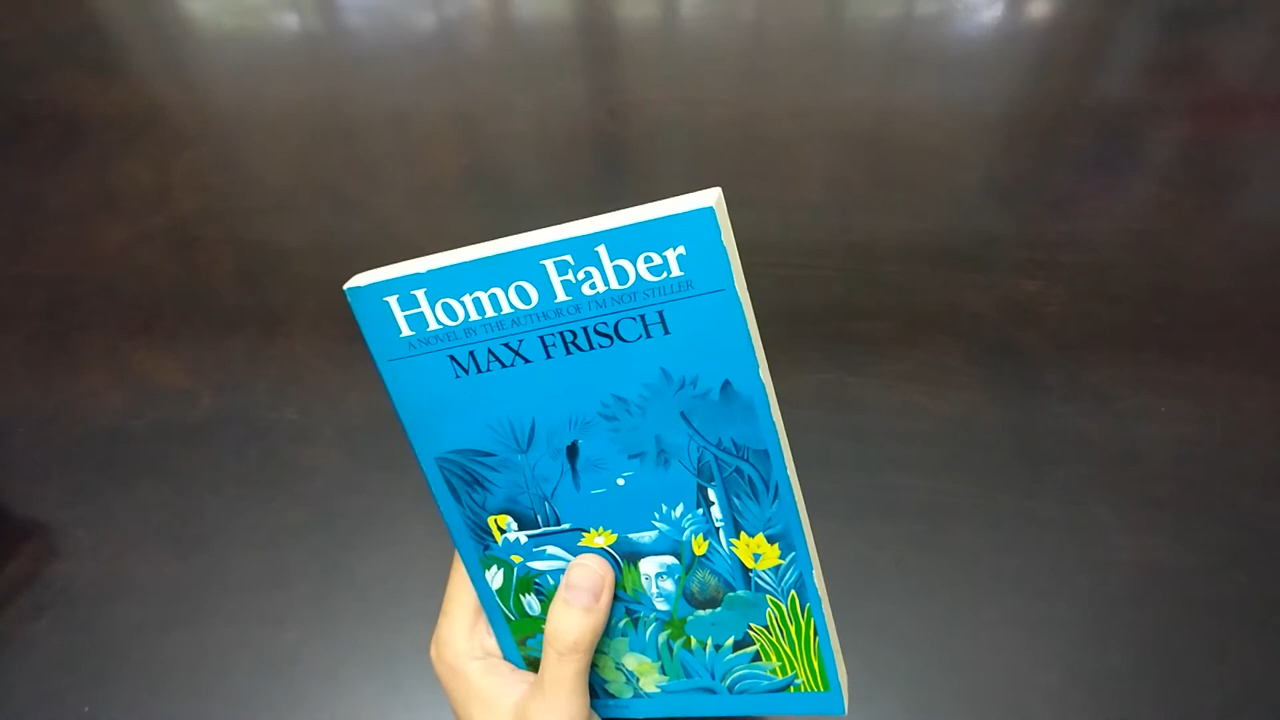 Homo Faber
A NOVEL BY THE AUTHOR OF I'M NOT STILLER
MAX FRISCH